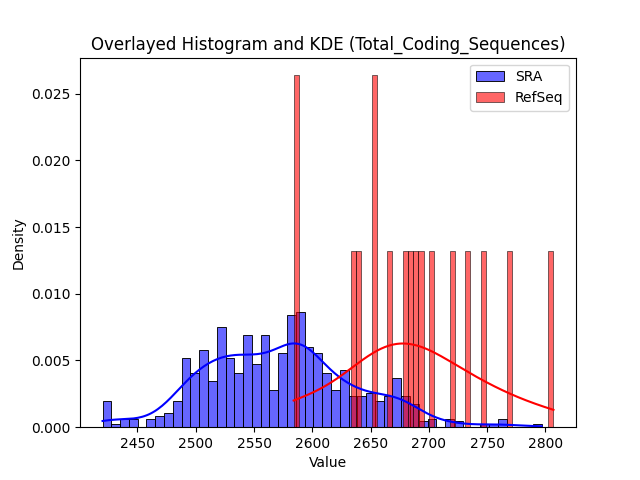 Overlayed Histogram and KDE (Total_Coding_Sequences)
SRA
RefSeq
0.025
0.020
0.015
0.010
0.005
0.000
Density
2450 2500 2550 2600 2650 2700 2750 2800
Value